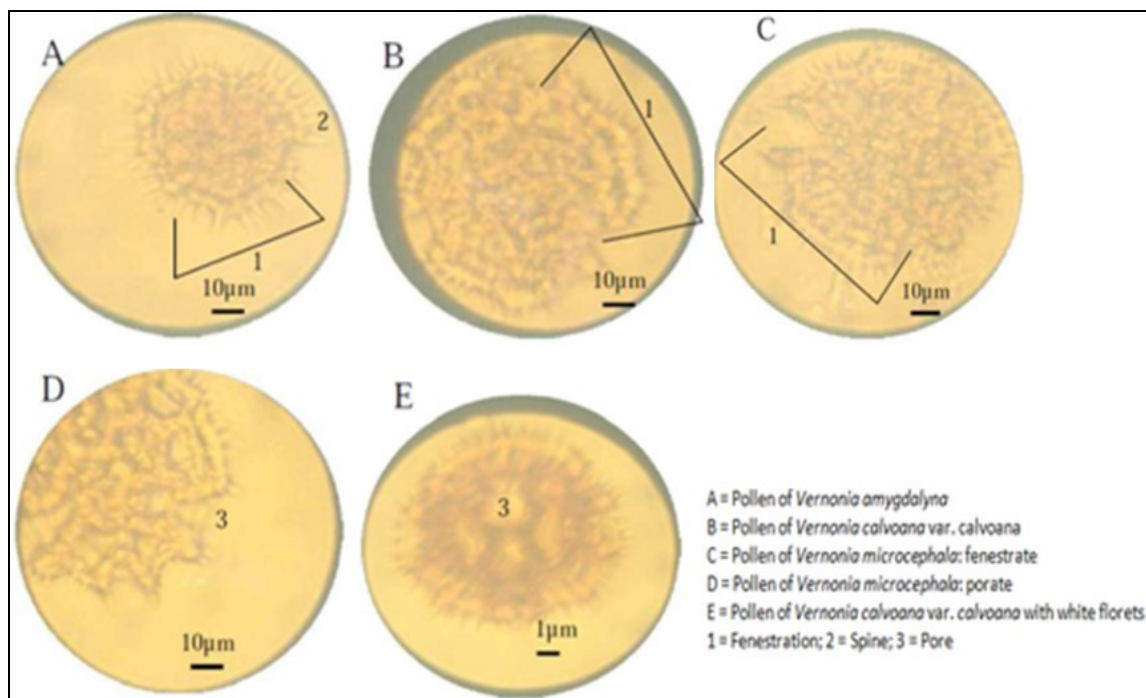 A
2
1
10µm
B
1
10µm
C
1
10µm
D
3
10µm
E
3
1µm
A = Pollen of Vernonia amygdalyna
B = Pollen of Vernonia calvoana var. calvoana
C = Pollen of Vernonia microcephala: fenestrate
D = Pollen of Vernonia microcephala: porate
E = Pollen of Vernonia calvoana var. calvoana with white florets
1 = Fenestration; 2 = Spine; 3 = Pore